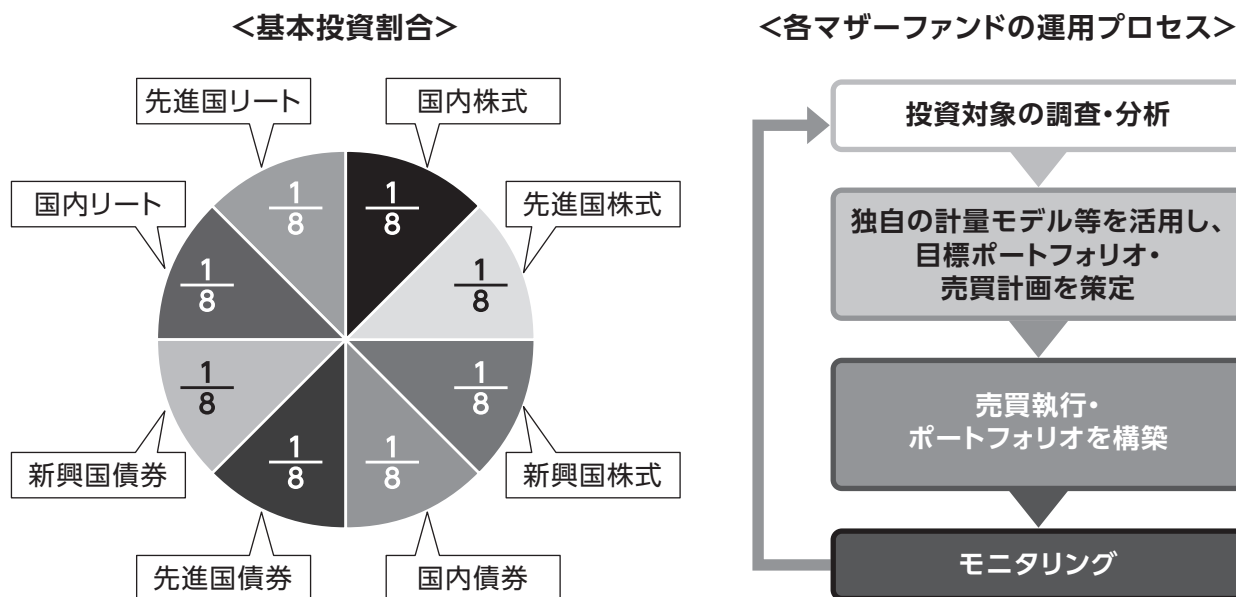 <基本投資割合>
先進国リート
国内株式
国内リート
先進国株式
1/8
1/8
1/8
1/8
1/8
1/8
1/8
1/8
新興国債券
新興国株式
先進国債券
国内債券
<各マザーファンドの運用プロセス>
投資対象の調査・分析
独自の計量モデル等を活用し、
目標ポートフォリオ・
売買計画を策定
売買執行・
ポートフォリオを構築
モニタリング